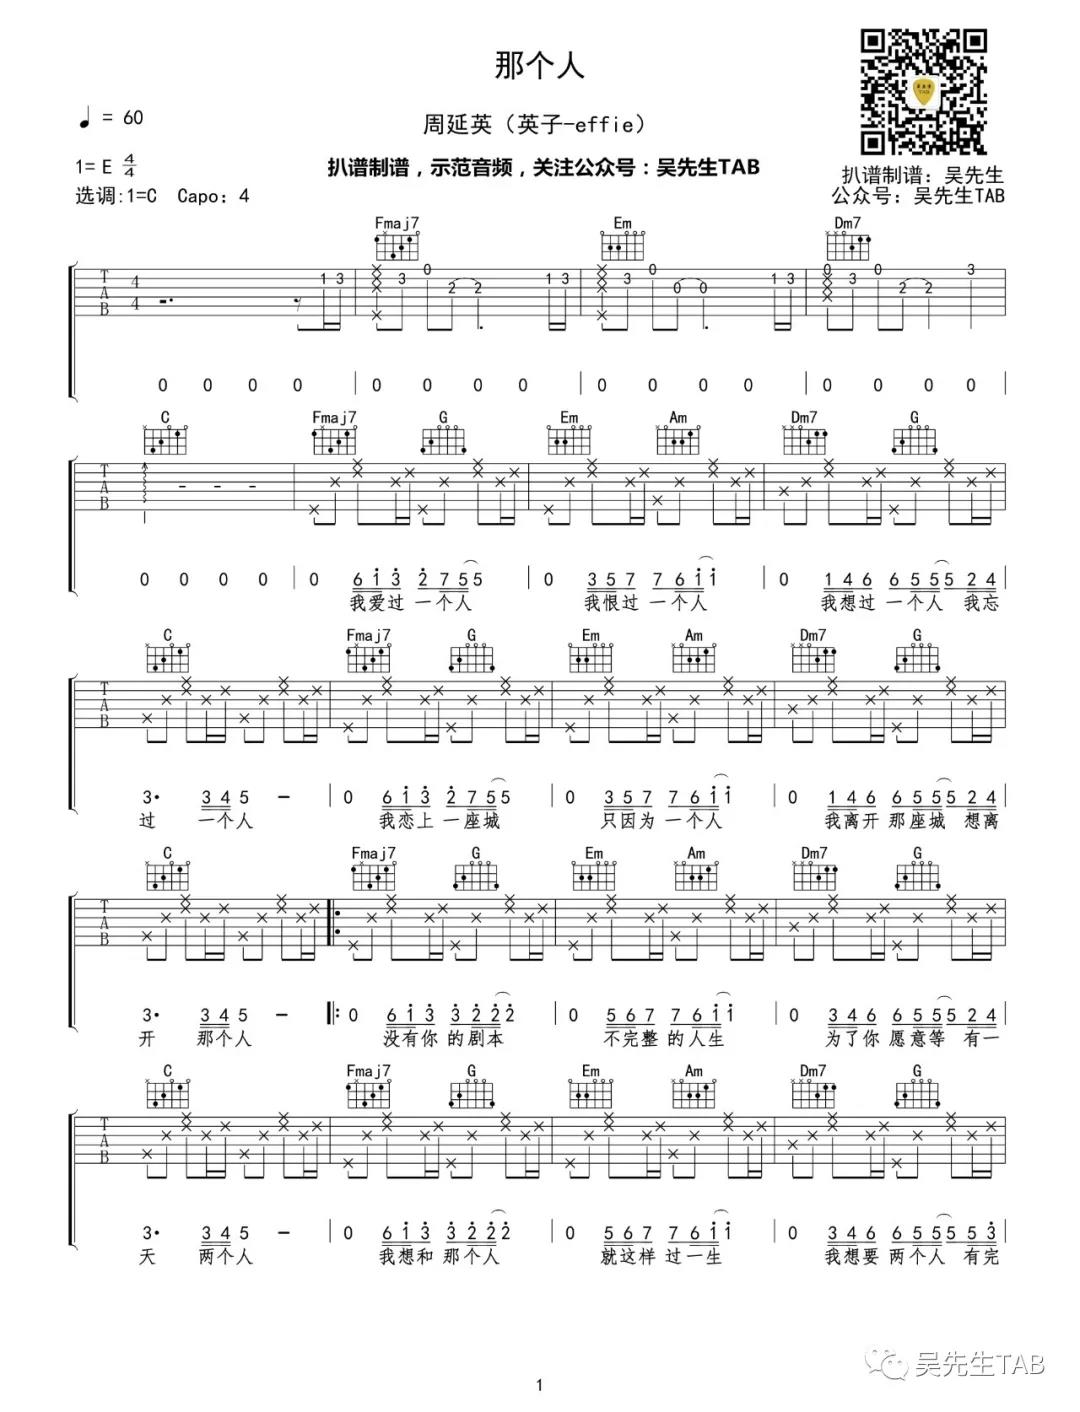 那个人
♩ = 60
周延英（英子-effie）
1= E 4/4
扒谱制谱，示范音频，关注公众号：吴先生TAB
扒谱制谱：吴先生
选调:1=C Capo: 4
公众号：吴先生TAB
Fmaj7 Em Dm7
TAB 4/4 1 3 3 0 2 2 1 3 3 0 0 0 1 3 0 3 0 2 2 3
0 0 0 0 0 0 0 0 0 0 0 0 0 0 0 0
C Fmaj7 G Em Am Dm7 G
TAB
0 0 0 0 0 6 1 3 2 7 5 5 0 3 5 7 7 6 1 1 0 1 4 6 6 5 5 5 2 4
我爱过 一个人 我恨过 一个人 我想过 一个人 我忘
C Fmaj7 G Em Am Dm7 G
TAB
3· 3 4 5 － 0 6 1 3 2 7 5 5 0 3 5 7 7 6 1 1 0 1 4 6 6 5 5 5 2 4
过 一个人 我恋上 一座城 只因为 一个人 我离开 那座城 想离
C Fmaj7 G Em Am Dm7 G
TAB
3· 3 4 5 － 0 6 1 3 3 2 2 2 0 5 6 7 7 6 1 1 0 3 4 6 6 5 5 5 2 4
开 那个人 没有你 的剧本 不完整 的人生 为了你 愿意等 有一
C Fmaj7 G Em Am Dm7 G
TAB
3· 3 4 5 － 0 6 1 3 3 2 2 2 0 5 6 7 7 6 1 1 0 3 4 6 6 5 5 5 5 3
天 两个人 我想和 那个人 就这样 过一生 我想要 两个人 有完
吴先生TAB
1